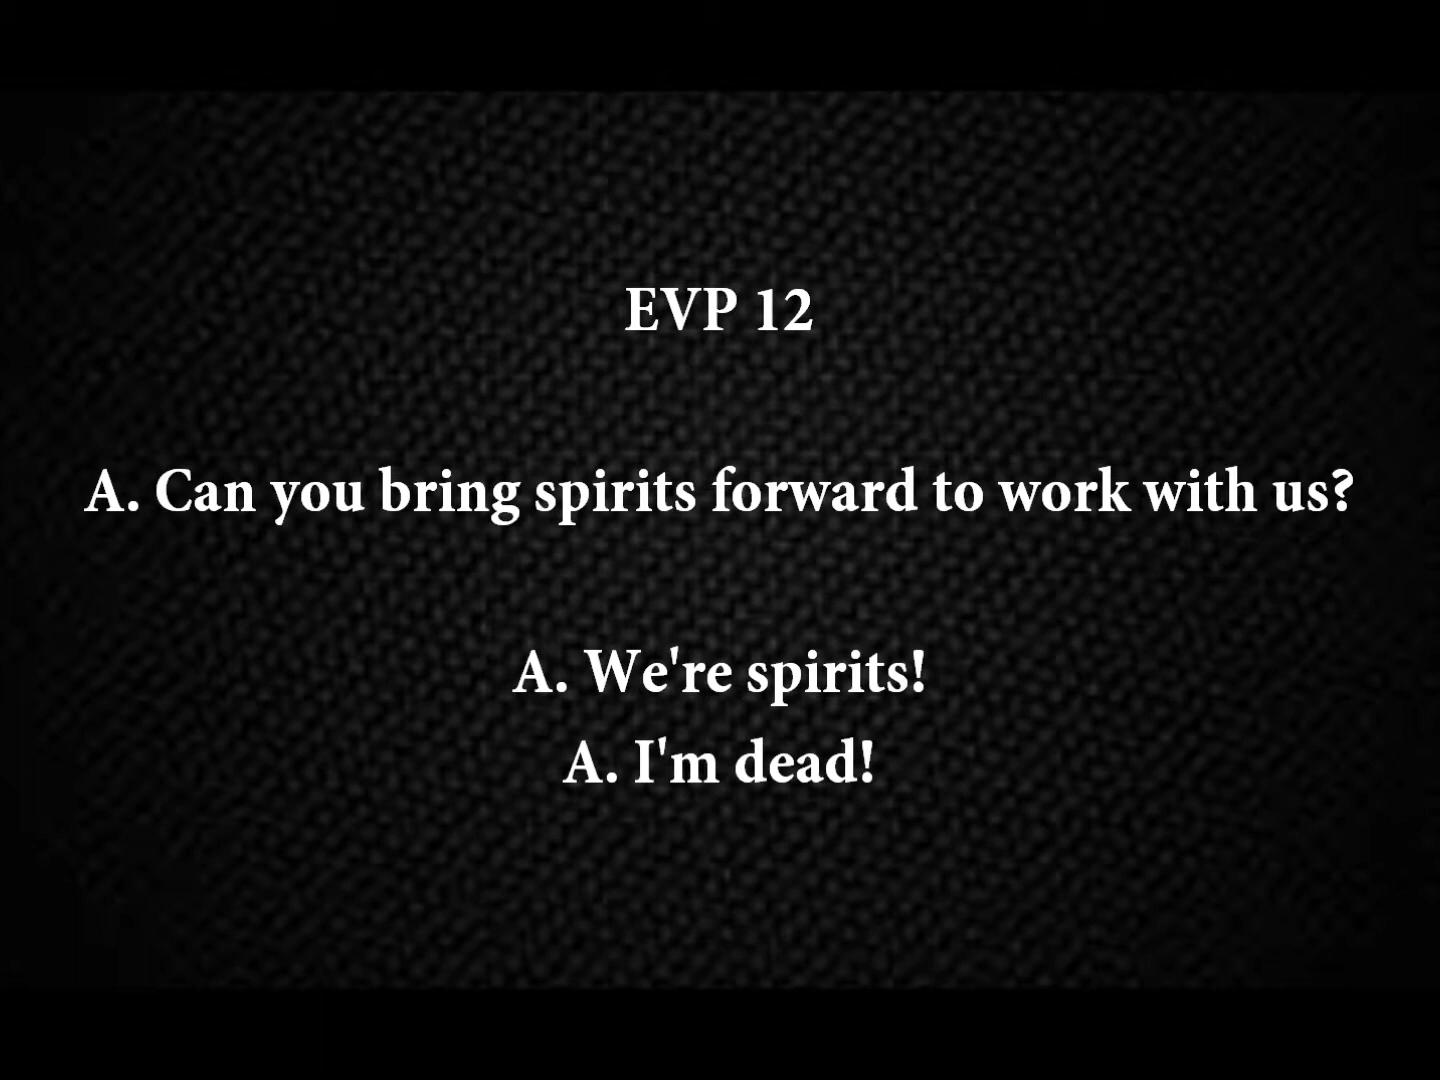 EVP 12
A. Can you bring spirits forward to work with us?
A. We're spirits!
A. I'm dead!